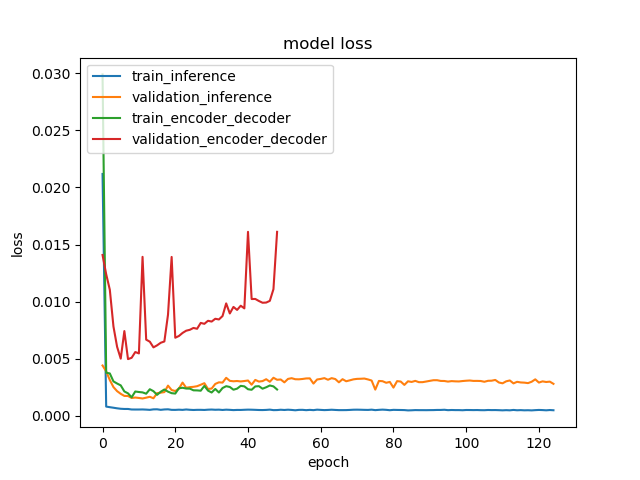 model loss
train_inference
validation_inference
train_encoder_decoder
validation_encoder_decoder
0.030
0.025
0.020
0.015
0.010
0.005
0.000
loss
0 20 40 60 80 100 120
epoch